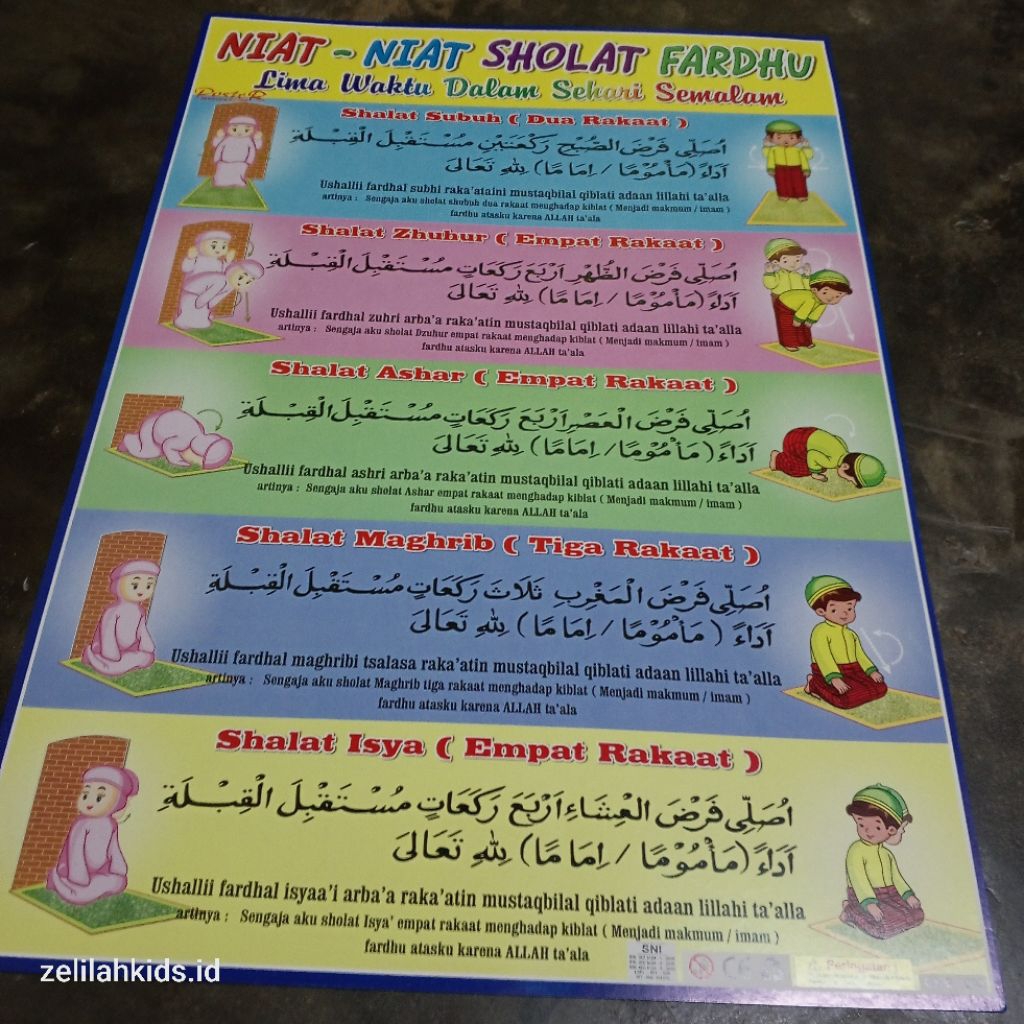 NIAT - NIAT SHOLAT FARDHU
Lima Waktu Dalam Sehari Semalam
PosteR
Shalat Subuh ( Dua Rakaat )
اُصَلِّى فَرْضَ الصُّبْحِ رَكْعَتَيْنِ مُسْتَقْبِلَ الْقِبْلَةِ
اَدَاءً (مَأْمُوْمًا / اِمَامًا) لِلّٰهِ تَعَالَىَ
Ushallii fardhal subhi raka'ataini mustaqbilal qiblati adaan lillahi ta'alla
artinya : Sengaja aku sholat shubuh dua rakaat menghadap kiblat ( Menjadi makmum / imam )
fardhu atasku karena ALLAH ta'ala
Shalat Zhuhur ( Empat Rakaat )
اُصَلِّى فَرْضَ الظُّهْرِ اَرْبَعَ رَكَعَاتٍ مُسْتَقْبِلَ الْقِبْلَةِ
اَدَاءً (مَأْمُوْمًا / اِمَامًا) لِلّٰهِ تَعَالَىَ
Ushallii fardhal zuhri arba'a raka'atin mustaqbilal qiblati adaan lillahi ta'alla
artinya : Sengaja aku sholat Dzuhur empat rakaat menghadap kiblat ( Menjadi makmum / imam )
fardhu atasku karena ALLAH ta'ala
Shalat Ashar ( Empat Rakaat )
اُصَلِّى فَرْضَ الْعَصْرِ اَرْبَعَ رَكَعَاتٍ مُسْتَقْبِلَ الْقِبْلَةِ
اَدَاءً (مَأْمُوْمًا / اِمَامًا) لِلّٰهِ تَعَالَىَ
Ushallii fardhal ashri arba'a raka'atin mustaqbilal qiblati adaan lillahi ta'alla
artinya : Sengaja aku sholat Ashar empat rakaat menghadap kiblat ( Menjadi makmum / imam )
fardhu atasku karena ALLAH ta'ala
Shalat Maghrib ( Tiga Rakaat )
اُصَلِّى فَرْضَ الْمَغْرِبِ ثَلَاثَ رَكَعَاتٍ مُسْتَقْبِلَ الْقِبْلَةِ
اَدَاءً (مَأْمُوْمًا / اِمَامًا) لِلّٰهِ تَعَالَىَ
Ushallii fardhal maghribi tsalasa raka'atin mustaqbilal qiblati adaan lillahi ta'alla
artinya : Sengaja aku sholat Maghrib tiga rakaat menghadap kiblat ( Menjadi makmum / imam )
fardhu atasku karena ALLAH ta'ala
Shalat Isya ( Empat Rakaat )
اُصَلِّى فَرْضَ الْعِشَاءِ اَرْبَعَ رَكَعَاتٍ مُسْتَقْبِلَ الْقِبْلَةِ
اَدَاءً (مَأْمُوْمًا / اِمَامًا) لِلّٰهِ تَعَالَىَ
Ushallii fardhal isyaa'i arba'a raka'atin mustaqbilal qiblati adaan lillahi ta'alla
artinya : Sengaja aku sholat Isya' empat rakaat menghadap kiblat ( Menjadi makmum / imam )
fardhu atasku karena ALLAH ta'ala
SNI
Peringatan !
zelilahkids.id